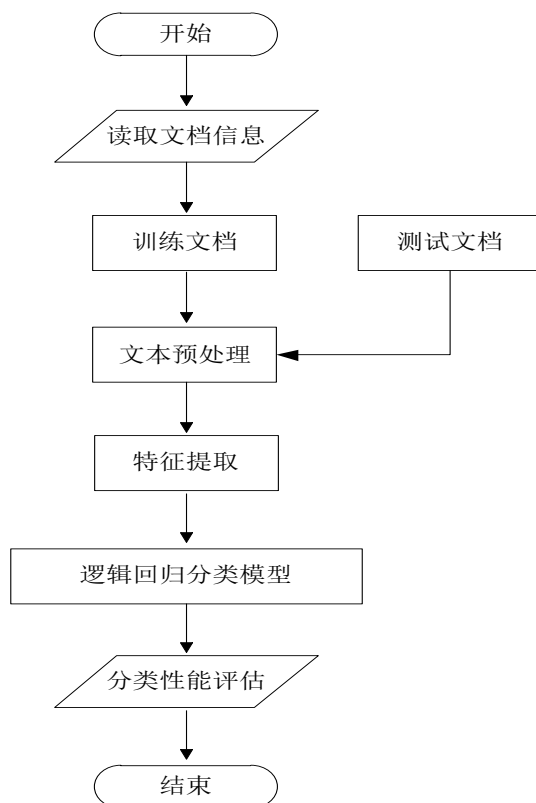 开始
读取文档信息
训练文档
测试文档
文本预处理
特征提取
逻辑回归分类模型
分类性能评估
结束